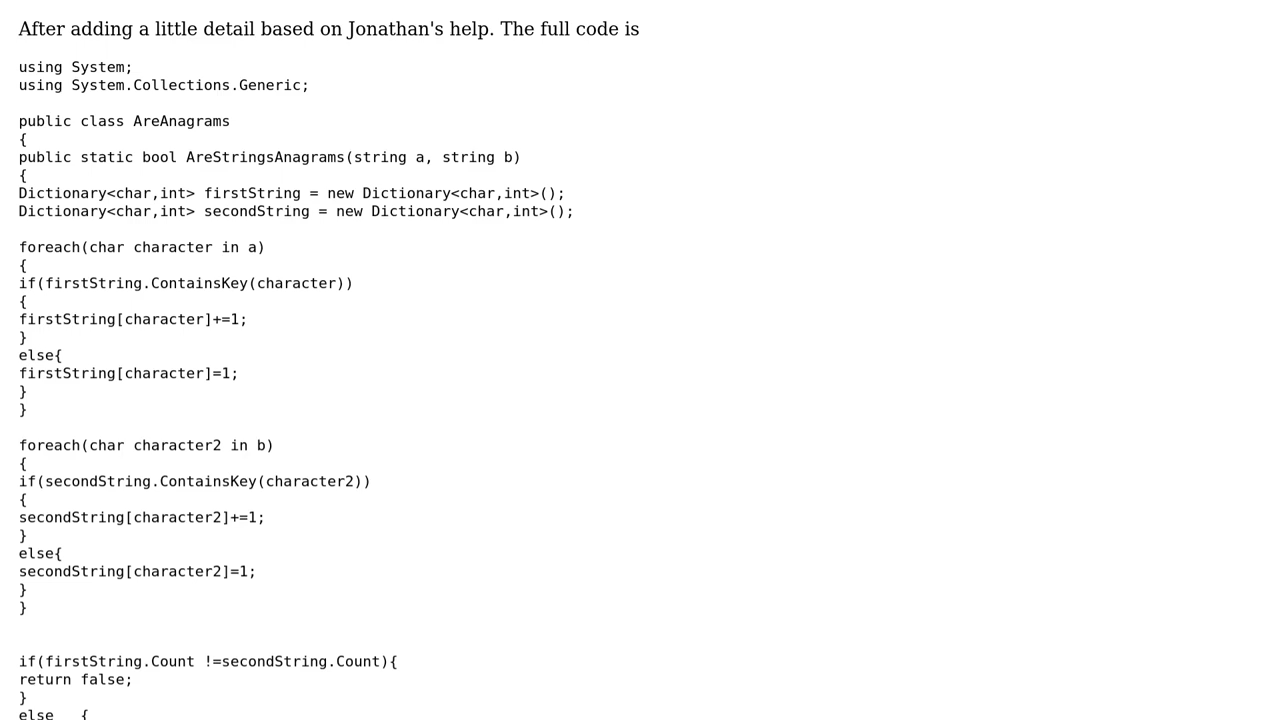 After adding a little detail based on Jonathan's help. The full code is
using System;
using System.Collections.Generic;
public class AreAnagrams
{
public static bool AreStringsAnagrams(string a, string b)
{
Dictionary<char,int> firstString = new Dictionary<char,int>();
Dictionary<char,int> secondString = new Dictionary<char,int>();
foreach(char character in a)
{
if(firstString.ContainsKey(character))
{
firstString[character]+=1;
}
else{
firstString[character]=1;
}
}
foreach(char character2 in b)
{
if(secondString.ContainsKey(character2))
{
secondString[character2]+=1;
}
else{
secondString[character2]=1;
}
}
if(firstString.Count !=secondString.Count){
return false;
}
else   {